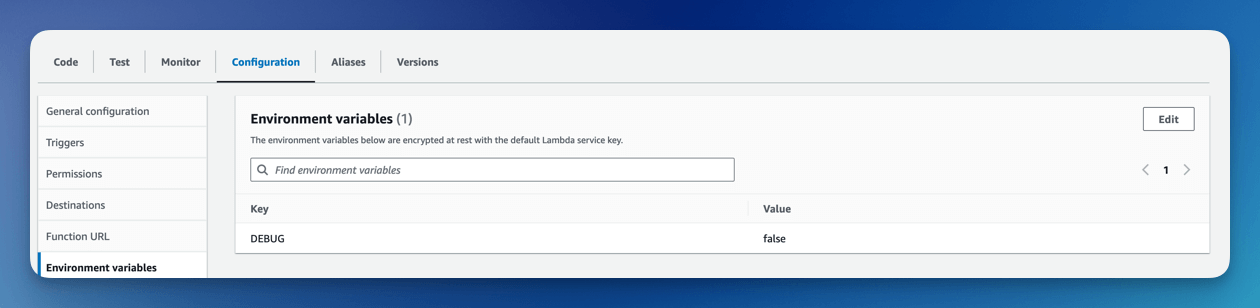 Code Test Monitor Configuration Aliases Versions
General configuration
Triggers
Permissions
Destinations
Function URL
Environment variables
Environment variables (1)
Edit
The environment variables below are encrypted at rest with the default Lambda service key.
Find environment variables
1
Key Value
DEBUG false